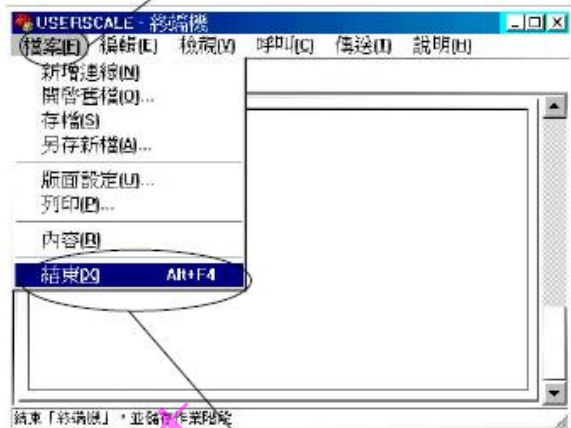 USERSCALE - 終端機
檔案(F) 編輯(E) 檢視(V) 呼叫(C) 傳送(T) 說明(H)
新增連線(N)
開啓舊檔(O)...
存檔(S)
另存新檔(A)...
版面設定(U)...
列印(P)...
內容(R)
結束(X) Alt+F4
結束「終端機」，並儲存作業階段